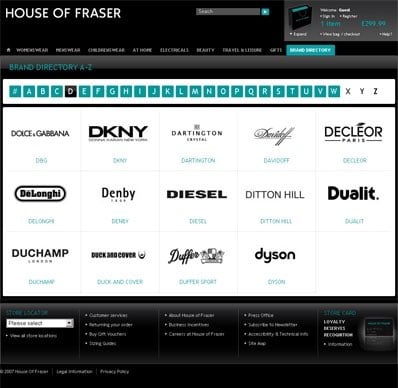 HOUSE OF FRASER
Search
Welcome Guest
Sign In
Register
1 item £299.99
Expand
View bag / checkout
Help?
WOMENSWEAR MENSWEAR CHILDRENSWEAR AT HOME ELECTRICALS BEAUTY TRAVEL & LEISURE GIFTS BRAND DIRECTORY
BRAND DIRECTORY A-Z
# A B C D E F G H I J K L M N O P Q R S T U V W X Y Z
DOLCE & GABBANA
DKNY
DONNA KARAN NEW YORK
DARTINGTON
CRYSTAL
Davidoff
DECLÉOR
PARIS
D&G DKNY DARTINGTON DAVIDOFF DECLEOR
DeLonghi
Denby
1809
DIESEL
DITTON HILL
Dualit.
DELONGHI DENBY DIESEL DITTON HILL DUALIT
DUCHAMP
LONDON
DUCK AND COVER
Duffer
dyson
DUCHAMP DUCK AND COVER DUFFER SPORT DYSON
STORE LOCATOR
Please select
View all store locations
Customer services
Returning your order
Buy Gift Vouchers
Sizing Guides
About House of Fraser
Business Incentives
Careers at House of Fraser
Press Office
Subscribe to Newsletter
Accessibility & Technical Info
Site Map
STORE CARD
LOYALTY
DESERVES
RECOGNITION
Information
© 2007 House Of Fraser | Legal Information | Privacy Policy